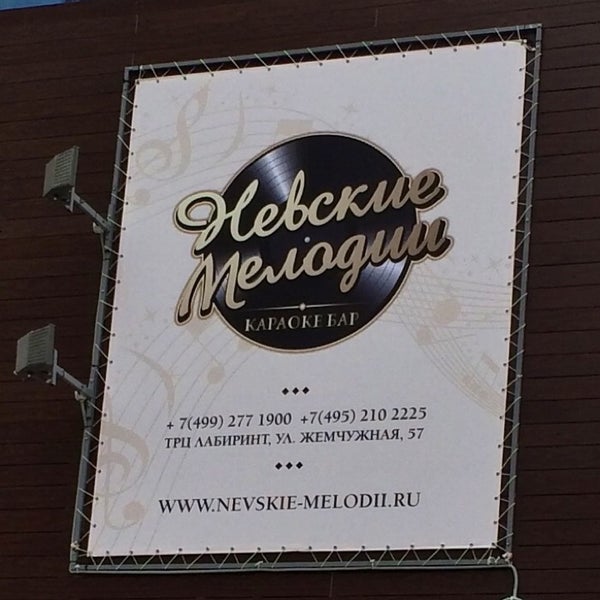 Невские
Мелодии
КАРАОКЕ БАР
+ 7(499) 277 1900 +7(495) 210 2225
ТРЦ ЛАБИРИНТ, УЛ. ЖЕМЧУЖНАЯ, 57
WWW.NEVSKIE-MELODII.RU